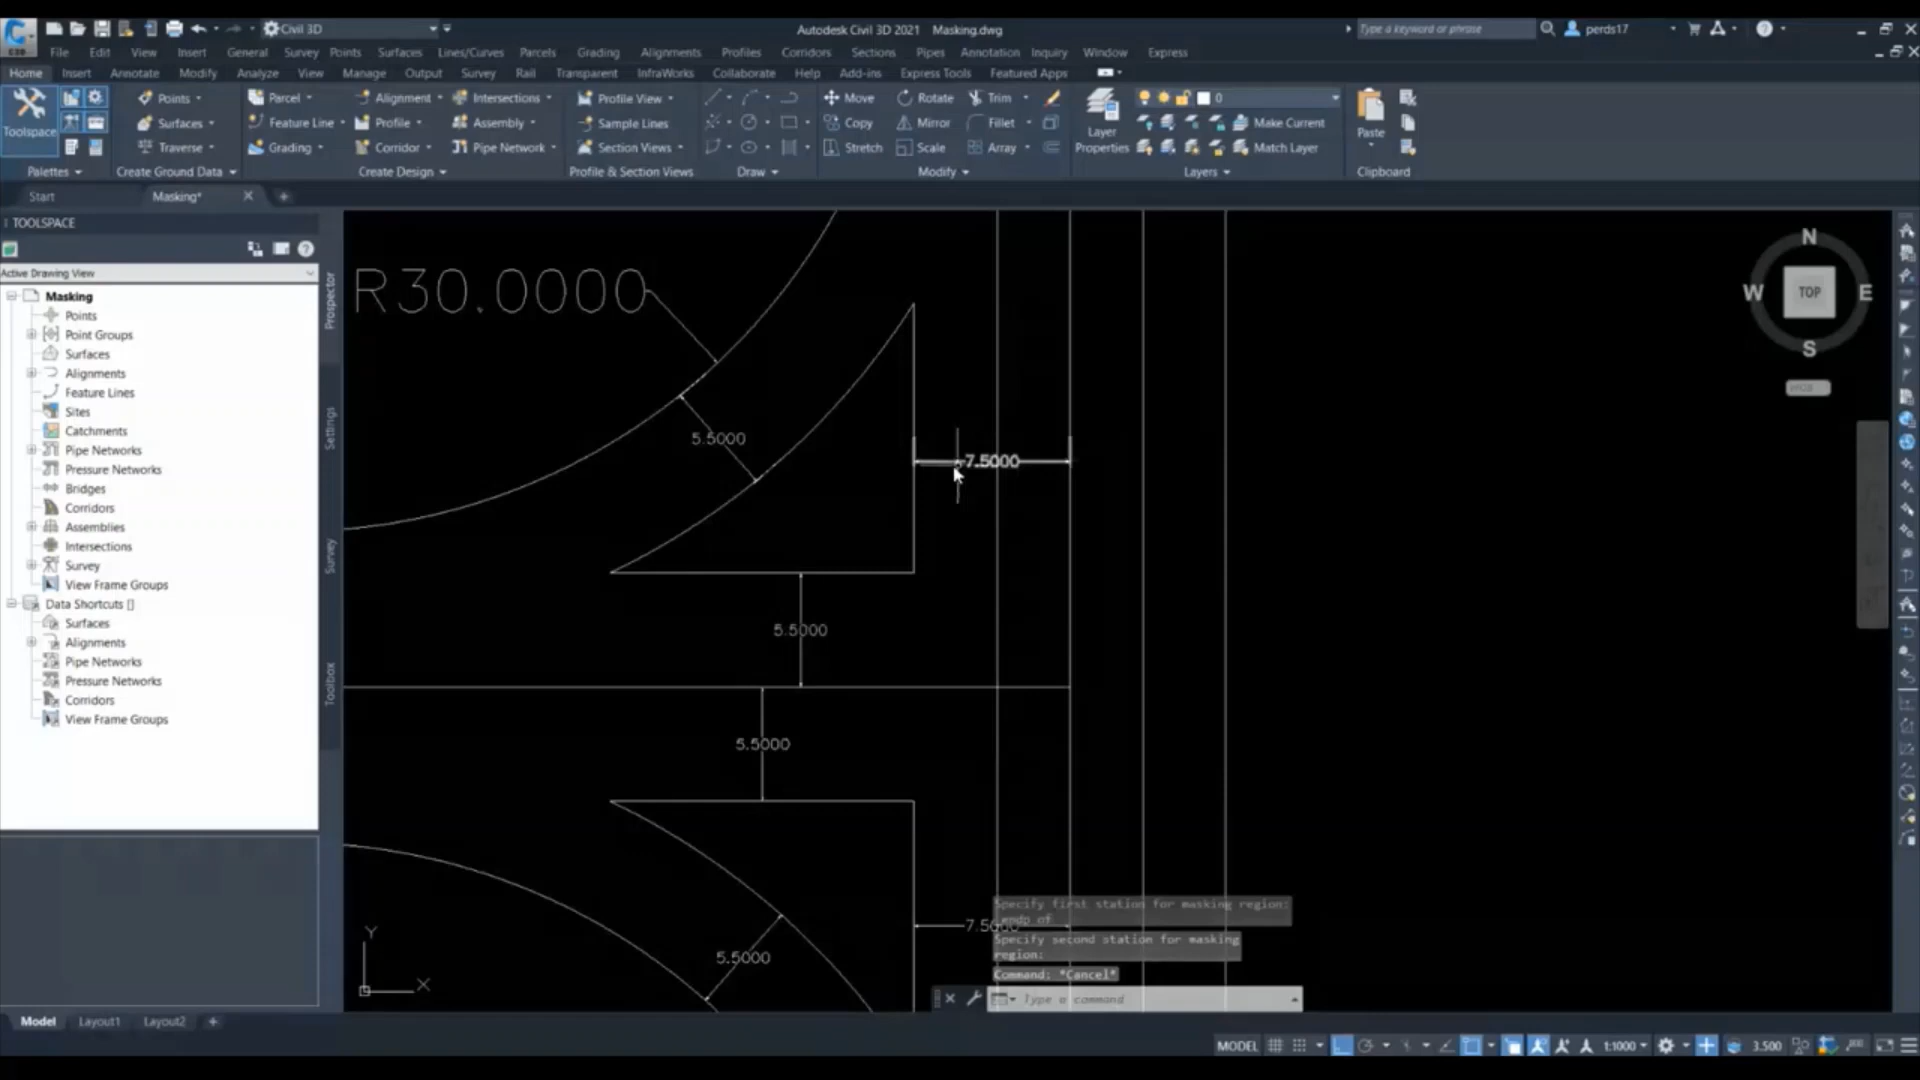 C3D
Civil 3D
Autodesk Civil 3D 2021 Masking.dwg
Type a keyword or phrase
perds17
File Edit View Insert General Survey Points Surfaces Lines/Curves Parcels Grading Alignments Profiles Corridors Sections Pipes Annotation Inquiry Window Express
Home Insert Annotate Modify Analyze View Manage Output Survey Rail Transparent InfraWorks Collaborate Help Add-ins Express Tools Featured Apps
Points Parcel Alignment Intersections Profile View Move Rotate Trim 0
Toolspace Surfaces Feature Line Profile Assembly Sample Lines Copy Mirror Fillet Layer Properties Make Current Paste
Traverse Grading Corridor Pipe Network Section Views Stretch Scale Array Match Layer
Palettes Create Ground Data Create Design Profile & Section Views Draw Modify Layers Clipboard
Start Masking*
TOOLSPACE
Active Drawing View
Masking
Points
Point Groups
Surfaces
Alignments
Feature Lines
Sites
Catchments
Pipe Networks
Pressure Networks
Bridges
Corridors
Assemblies
Intersections
Survey
View Frame Groups
Data Shortcuts []
Surfaces
Alignments
Pipe Networks
Pressure Networks
Corridors
View Frame Groups
Prospector
Settings
Survey
Toolbox
R30.0000
5.5000
7.5000
5.5000
5.5000
5.5000
N
W TOP E
S
WCS
Y
X
Specify first station for masking region:
_endp of
Specify second station for masking
region:
Command: *Cancel*
Type a command
Model Layout1 Layout2
MODEL 1:1000 3.500